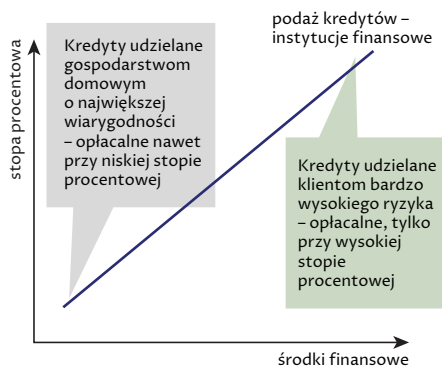 podaż kredytów –
instytucje finansowe
stopa procentowa
Kredyty udzielane
gospodarstwom
domowym
o największej
wiarygodności
– opłacalne nawet
przy niskiej stopie
procentowej
Kredyty udzielane
klientom bardzo
wysokiego ryzyka
– opłacalne, tylko
przy wysokiej
stopie
procentowej
środki finansowe